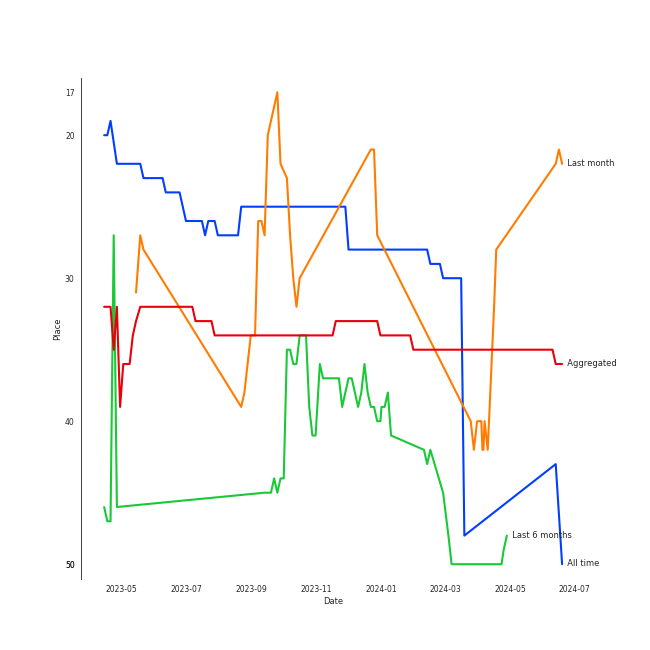 17
20
30
40
50
Place
2023-05
2023-07
2023-09
2023-11
2024-01
2024-03
2024-05
2024-07
Date
Last month
Aggregated
Last 6 months
All time